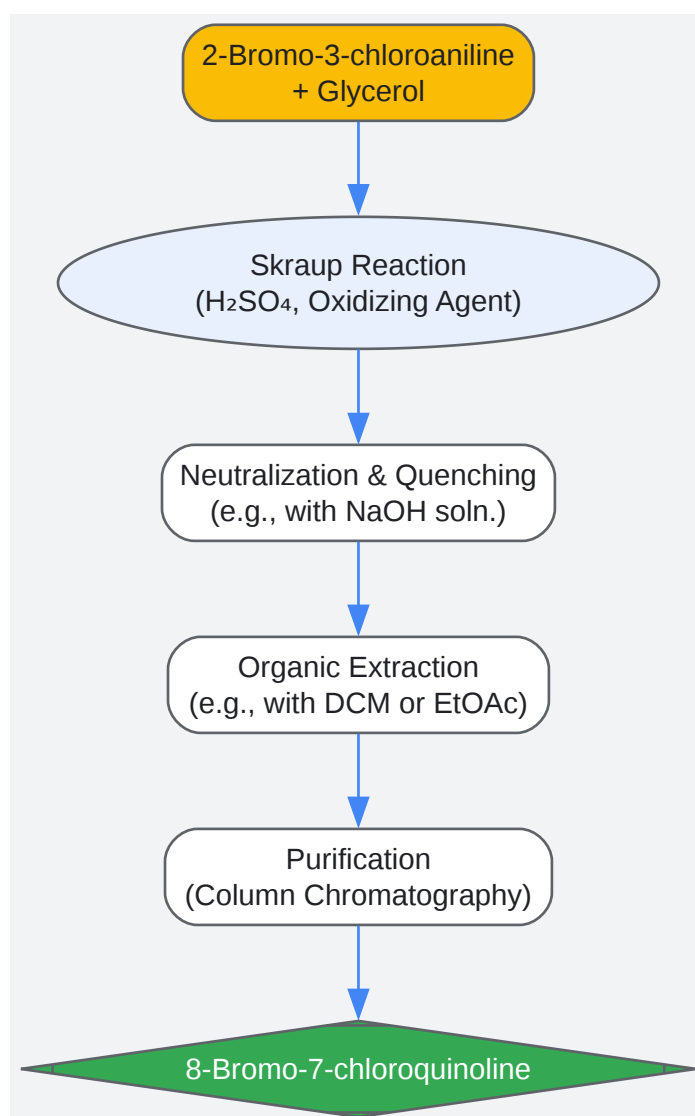 2-Bromo-3-chloroaniline
+ Glycerol
Skraup Reaction
(H₂SO₄, Oxidizing Agent)
Neutralization & Quenching
(e.g., with NaOH soln.)
Organic Extraction
(e.g., with DCM or EtOAc)
Purification
(Column Chromatography)
8-Bromo-7-chloroquinoline